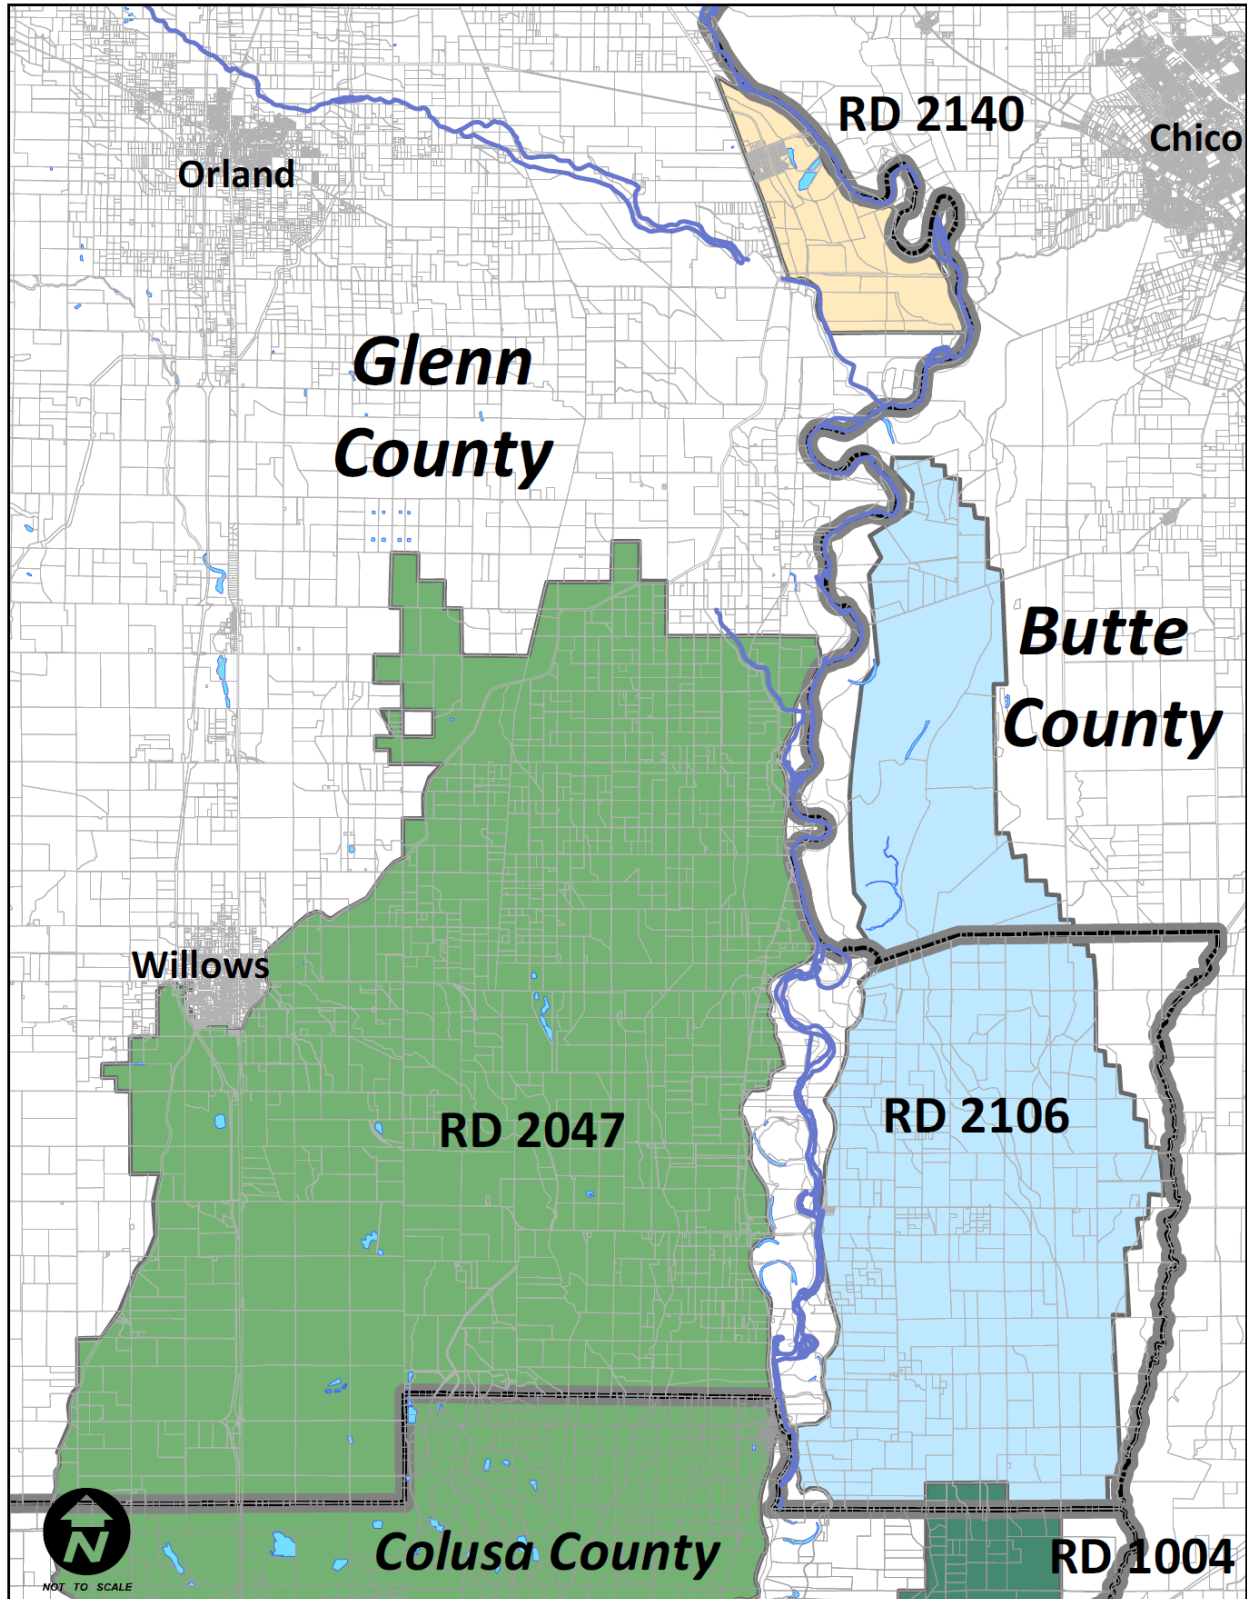 RD 2140
Chico
Orland
Glenn
County
Butte
County
Willows
RD 2047
RD 2106
Colusa County
RD 1004
N
NOT TO SCALE